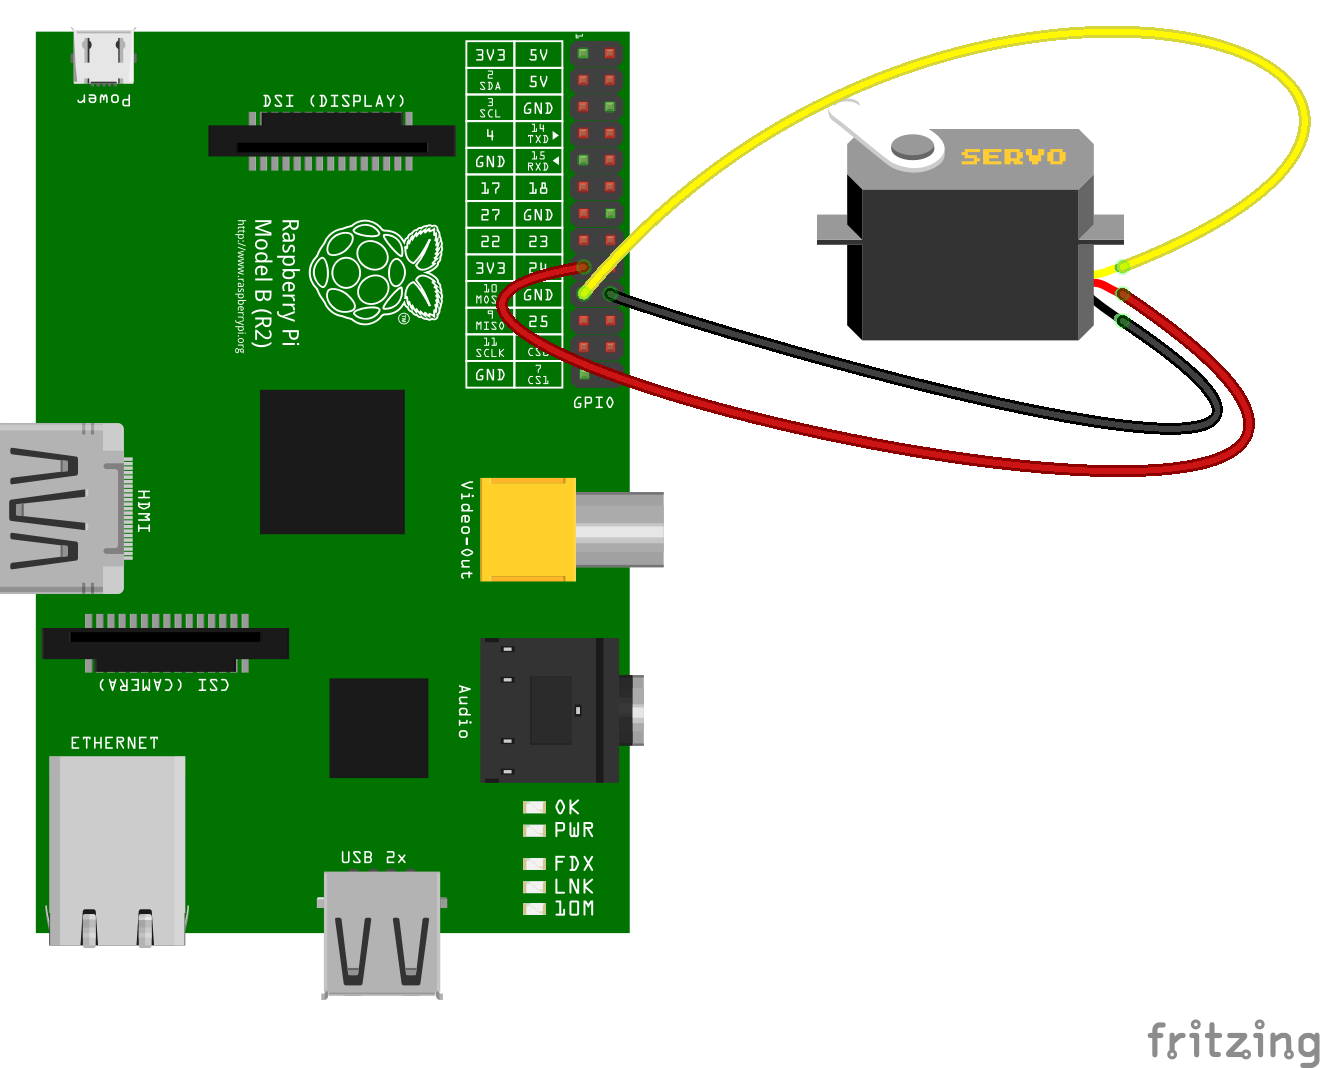 1
3V3 5V
2 SDA 5V
3 SCL GND
4 14 TXD
GND 15 RXD
17 18
27 GND
22 23
3V3 24
10 MOS GND
9 MISO 25
11 SCLK CS0
GND 7 CS1
GPIO
Power
DSI (DISPLAY)
Raspberry Pi
Model B (R2)
http://www.raspberrypi.org
TM
SERVO
HDMI
Video-Out
CSI (CAMERA)
Audio
ETHERNET
OK
PWR
FDX
LNK
10M
USB 2x
fritzing